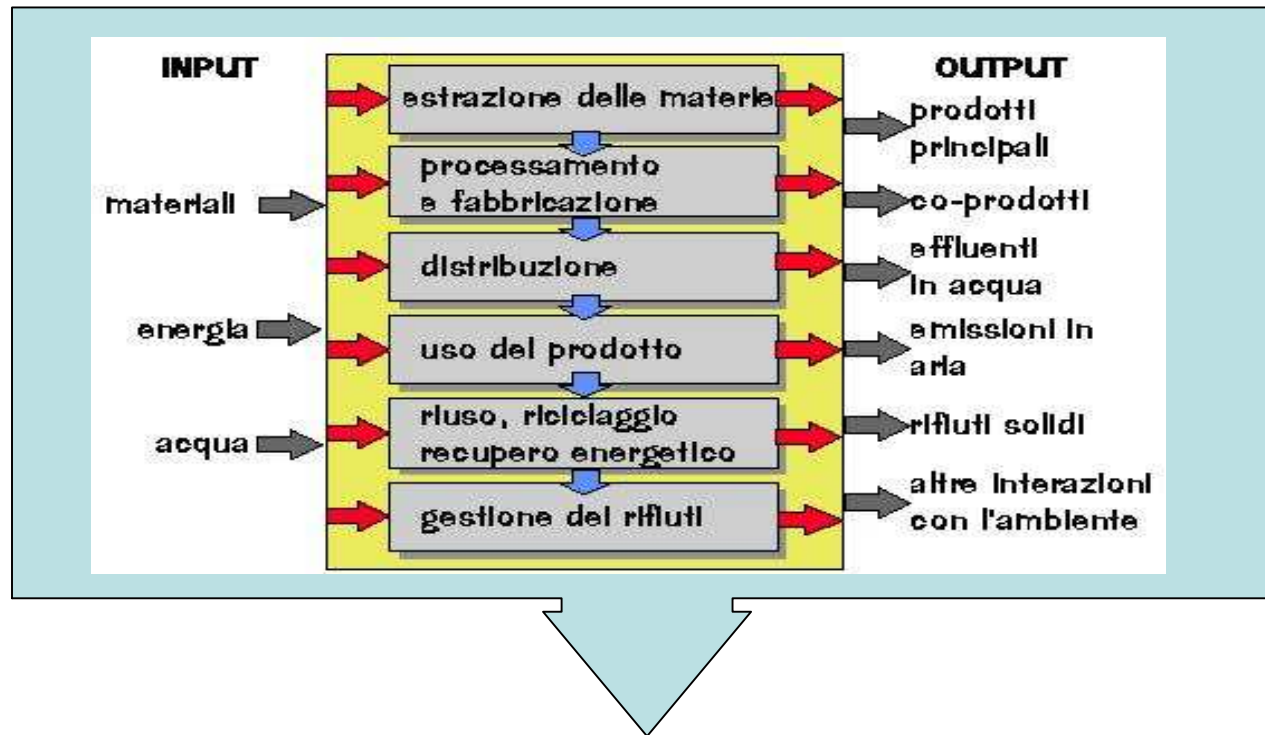 INPUT
OUTPUT
estrazione delle materie
prodotti
principali
processamento
e fabbricazione
materiali
co-prodotti
distribuzione
effluenti
in acqua
energia
uso del prodotto
emissioni in
aria
riuso, riciclaggio
recupero energetico
acqua
rifiuti solidi
gestione dei rifiuti
altre interazioni
con l'ambiente